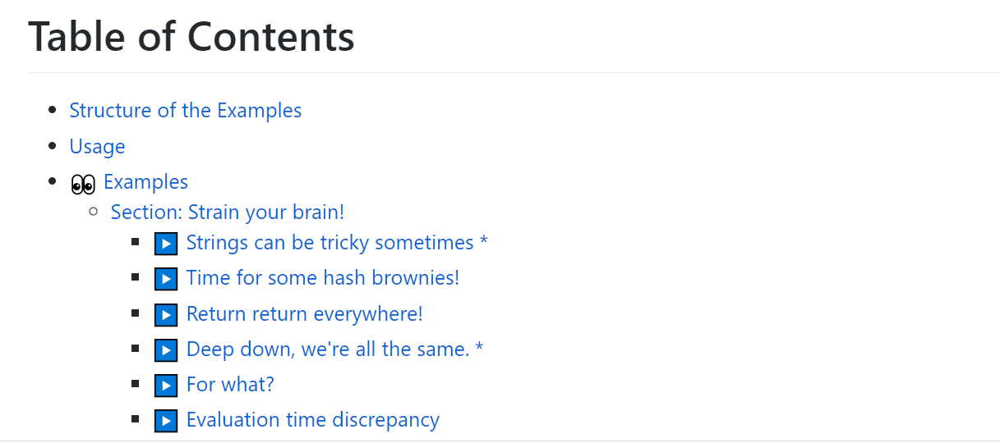 Table of Contents
Structure of the Examples
Usage
👀 Examples
Section: Strain your brain!
▶ Strings can be tricky sometimes *
▶ Time for some hash brownies!
▶ Return return everywhere!
▶ Deep down, we're all the same. *
▶ For what?
▶ Evaluation time discrepancy